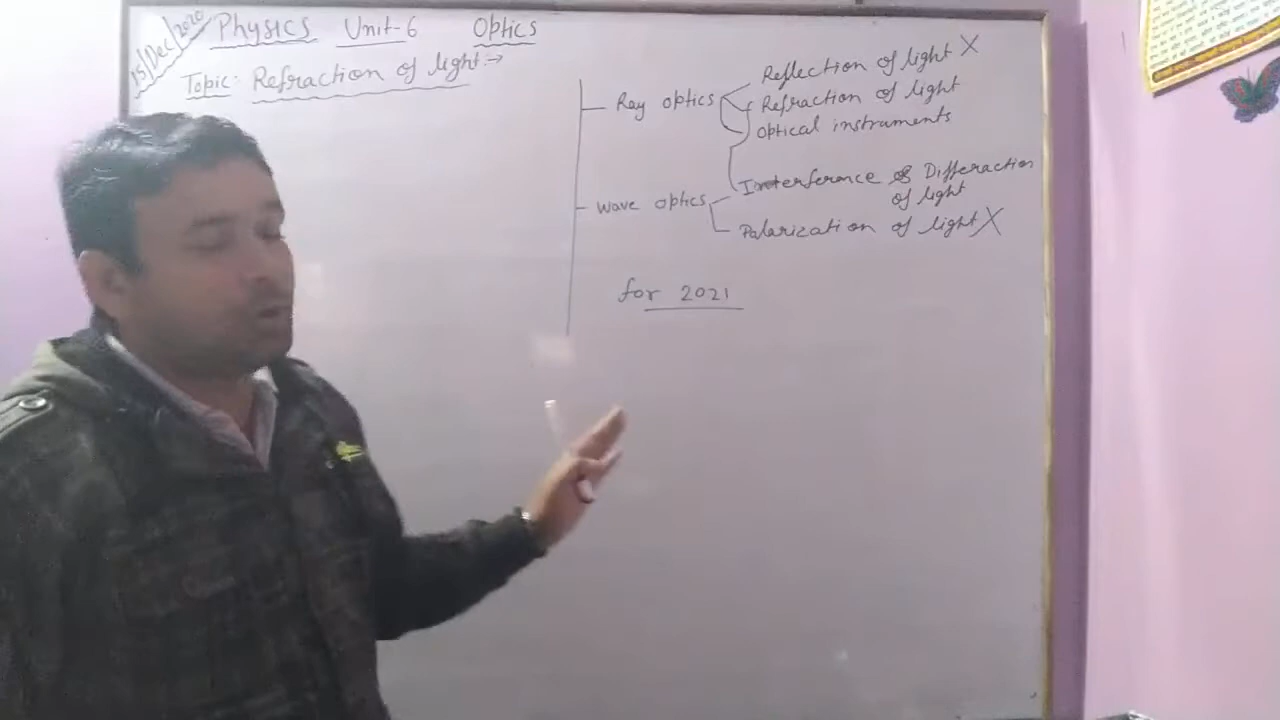 15/Dec/2020
Physics Unit-6 Optics
Topic: Refraction of light:→
Ray optics
Reflection of light X
Refraction of light
Optical instruments
Wave optics
Interference & Differaction
of light
Palarization of light X
for 2021